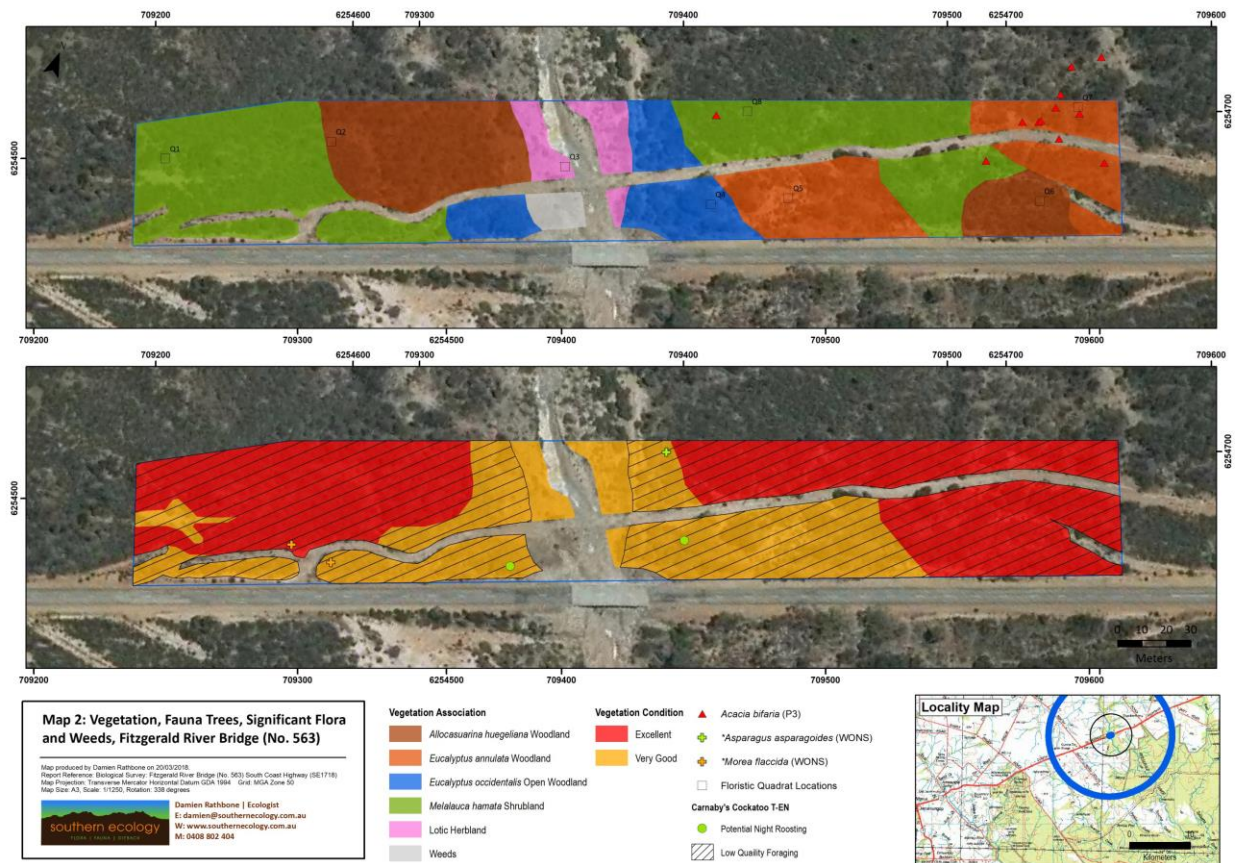 709200 6254600 709300 709400 709500 6254700 709600
6254500
6254700
Q1
Q2
Q3
Q8
Q7
Q5
Q6
709200 709300 6254500 709400 709500 709600
709200 6254600 709300 709400 709500 6254700 709600
6254500
6254700
0 10 20 30
Meters
709200 709300 6254500 709400 709500 709600
Map 2: Vegetation, Fauna Trees, Significant Flora
and Weeds, Fitzgerald River Bridge (No. 563)
Map produced by Damien Rathbone on 20/03/2018.
Report Reference: Biological Survey: Fitzgerald River Bridge (No. 563) South Coast Highway (SE1718)
Map Projection: Transverse Mercator Horizontal Datum GDA 1994 Grid: MGA Zone 50
Map Size: A3, Scale: 1/1250, Rotation: 338 degrees
southern ecology
FLORA | FAUNA | DIEBACK
Damien Rathbone | Ecologist
E: damien@southernecology.com.au
W: www.southernecology.com.au
M: 0408 802 404
Vegetation Association
Allocasuarina huegeliana Woodland
Eucalyptus annulata Woodland
Eucalyptus occidentalis Open Woodland
Melalauca hamata Shrubland
Lotic Herbland
Weeds
Vegetation Condition
Excellent
Very Good
Acacia bifaria (P3)
*Asparagus asparagoides (WONS)
*Morea flaccida (WONS)
Floristic Quadrat Locations
Carnaby's Cockatoo T-EN
Potential Night Roosting
Low Quaility Foraging
Locality Map
Kilometers